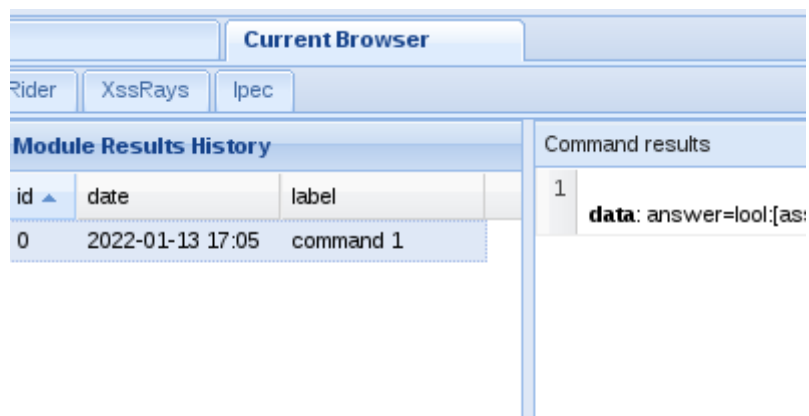 Current Browser
Rider XssRays Ipec
Module Results History
Command results
id date label
0 2022-01-13 17:05 command 1
1
data: answer=lool:[as